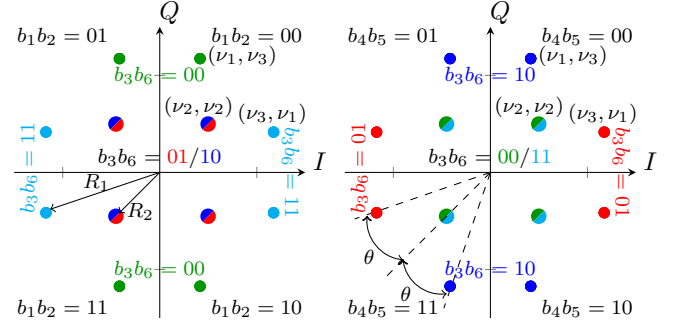 Q
b₁b₂ = 01
b₁b₂ = 00
(ν₁, ν₃)
b₃b₆ = 00
(ν₂, ν₂)
(ν₃, ν₁)
b₃b₆ = 11
b₃b₆ = 01/10
b₃b₆ = 11
I
R₁
R₂
b₃b₆ = 00
b₁b₂ = 11
b₁b₂ = 10
Q
b₄b₅ = 01
b₄b₅ = 00
(ν₁, ν₃)
b₃b₆ = 10
(ν₂, ν₂)
(ν₃, ν₁)
b₃b₆ = 01
b₃b₆ = 00/11
b₃b₆ = 01
I
θ
θ
b₃b₆ = 10
b₄b₅ = 11
b₄b₅ = 10